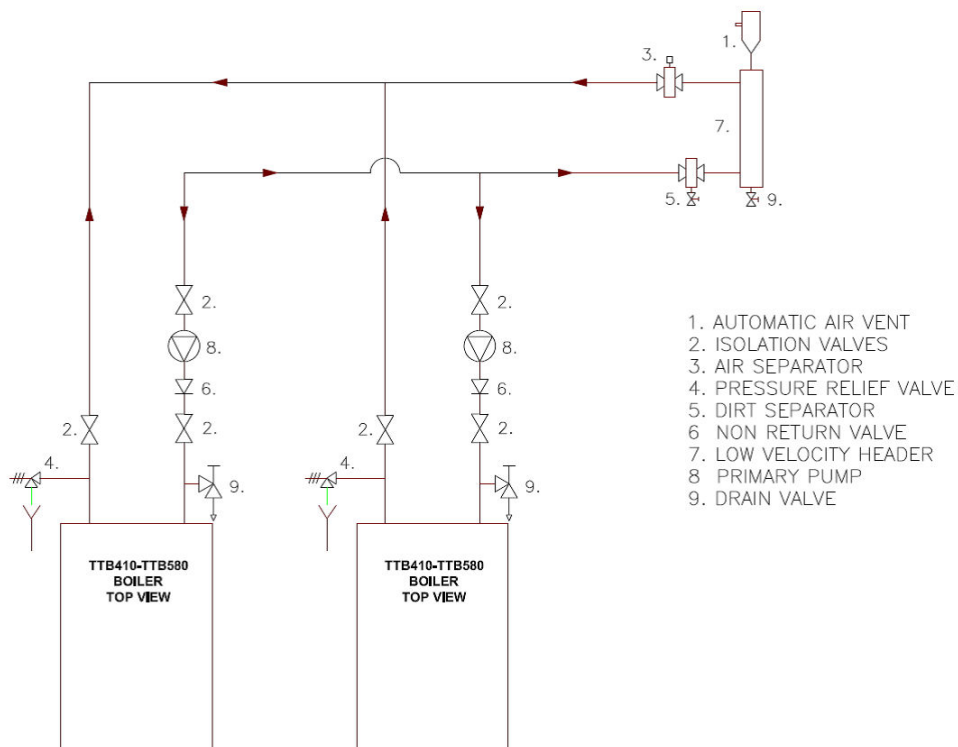 1.
3.
7.
5.
9.
2.
2.
8.
8.
6.
6.
2.
2.
2.
2.
4.
9.
4.
9.
TTB410-TTB580
BOILER
TOP VIEW
TTB410-TTB580
BOILER
TOP VIEW
1. AUTOMATIC AIR VENT
2. ISOLATION VALVES
3. AIR SEPARATOR
4. PRESSURE RELIEF VALVE
5. DIRT SEPARATOR
6 NON RETURN VALVE
7. LOW VELOCITY HEADER
8 PRIMARY PUMP
9. DRAIN VALVE